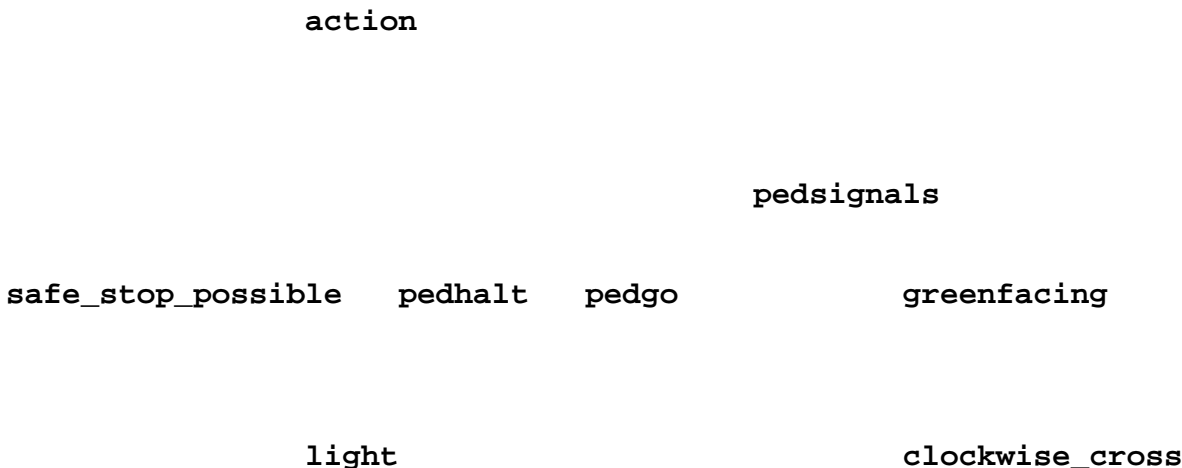 action
pedsignals
safe_stop_possible pedhalt pedgo greenfacing
light clockwise_cross